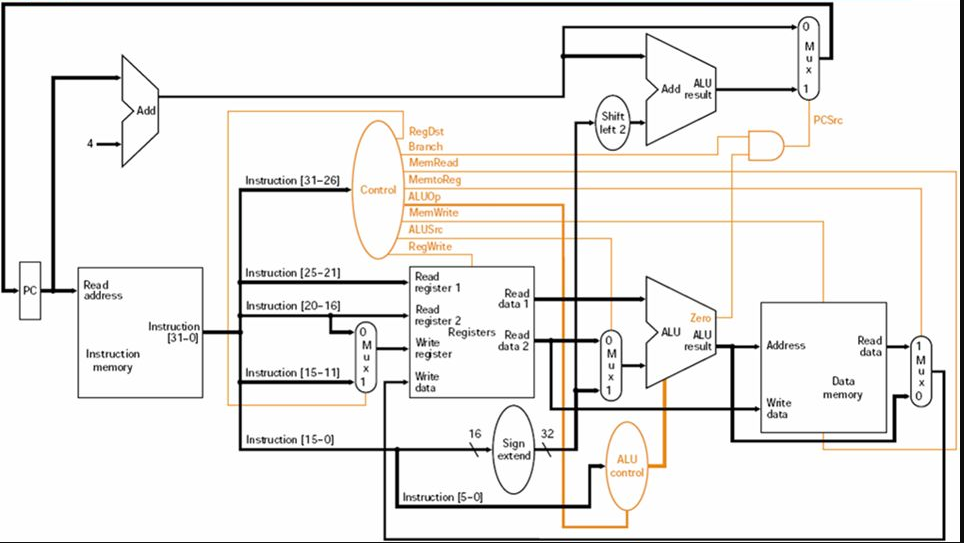 0
M
u
x
1
Add
ALU
result
Add
4
Shift
left 2
PCSrc
RegDst
Branch
MemRead
MemtoReg
ALUOp
MemWrite
ALUSrc
RegWrite
Control
Instruction [31–26]
Instruction [25–21]
Instruction [20–16]
Instruction [15–11]
Instruction [15–0]
Instruction [5–0]
PC
Read
address
Instruction
[31–0]
Instruction
memory
0
M
u
x
1
Read
register 1
Read
register 2
Write
register
Write
data
Registers
Read
data 1
Read
data 2
0
M
u
x
1
Zero
ALU
ALU
result
Address
Write
data
Read
data
Data
memory
1
M
u
x
0
16
Sign
extend
32
ALU
control